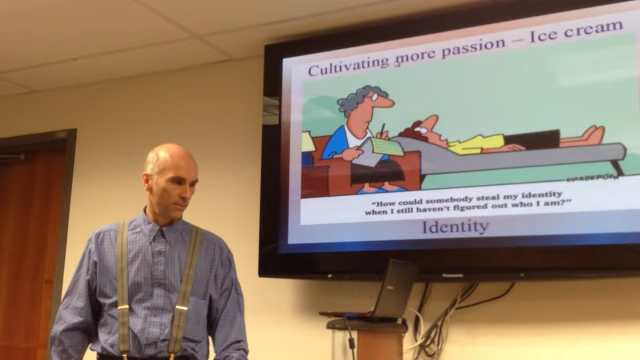 Cultivating more passion – Ice cream
"How could somebody steal my identity
when I still haven't figured out who I am?"
Identity
Panasonic